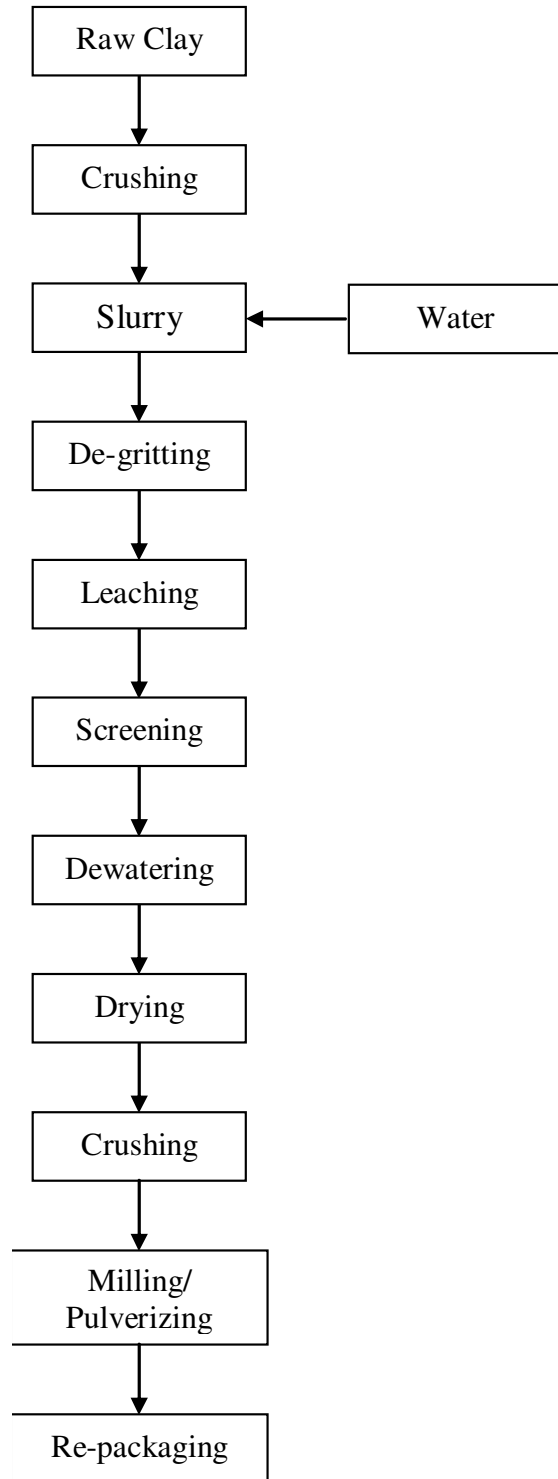 Raw Clay
Crushing
Slurry
Water
De-gritting
Leaching
Screening
Dewatering
Drying
Crushing
Milling/
Pulverizing
Re-packaging